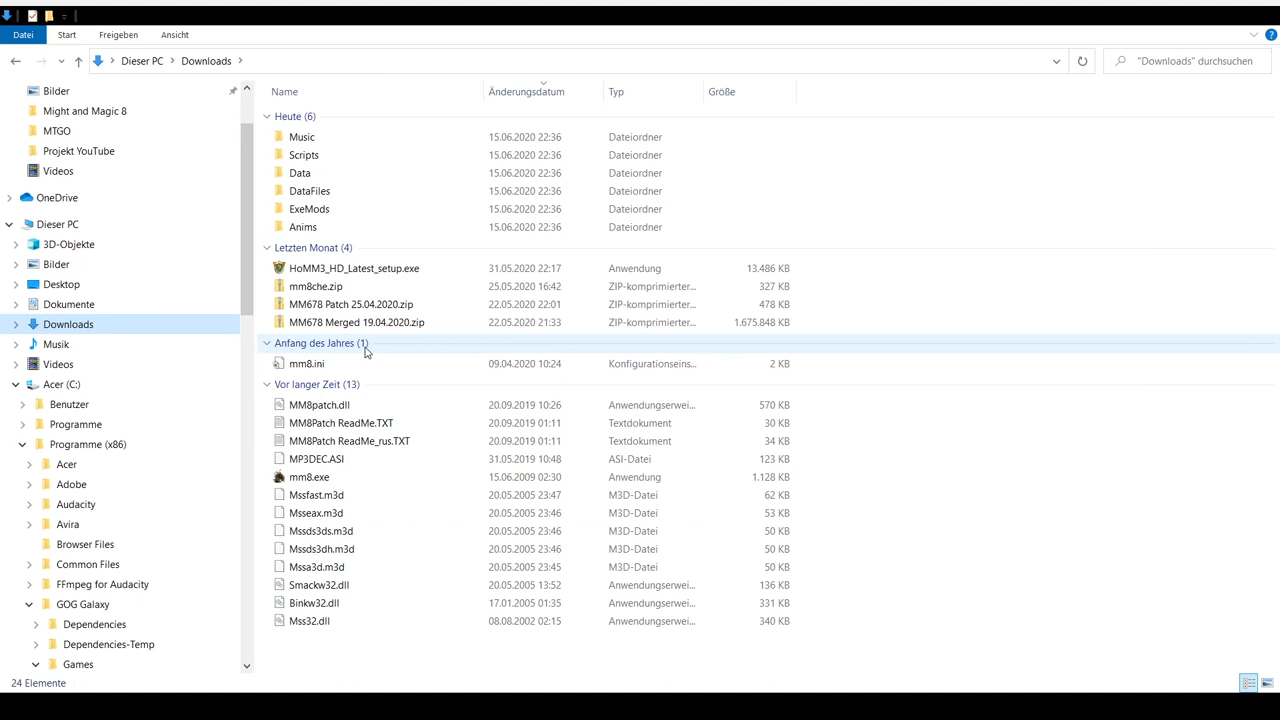 Datei Start Freigeben Ansicht
Dieser PC Downloads "Downloads" durchsuchen
Bilder
Might and Magic 8
MTGO
Projekt YouTube
Videos
OneDrive
Dieser PC
3D-Objekte
Bilder
Desktop
Dokumente
Downloads
Musik
Videos
Acer (C:)
Benutzer
Programme
Programme (x86)
Acer
Adobe
Audacity
Avira
Browser Files
Common Files
FFmpeg for Audacity
GOG Galaxy
Dependencies
Dependencies-Temp
Games
Name Änderungsdatum Typ Größe
Heute (6)
Music 15.06.2020 22:36 Dateiordner
Scripts 15.06.2020 22:36 Dateiordner
Data 15.06.2020 22:36 Dateiordner
DataFiles 15.06.2020 22:36 Dateiordner
ExeMods 15.06.2020 22:36 Dateiordner
Anims 15.06.2020 22:36 Dateiordner
Letzten Monat (4)
HoMM3_HD_Latest_setup.exe 31.05.2020 22:17 Anwendung 13.486 KB
mm8che.zip 25.05.2020 16:42 ZIP-komprimierter... 327 KB
MM678 Patch 25.04.2020.zip 22.05.2020 22:01 ZIP-komprimierter... 478 KB
MM678 Merged 19.04.2020.zip 22.05.2020 21:33 ZIP-komprimierter... 1.675.848 KB
Anfang des Jahres (1)
mm8.ini 09.04.2020 10:24 Konfigurationseins... 2 KB
Vor langer Zeit (13)
MM8patch.dll 20.09.2019 10:26 Anwendungserwei... 570 KB
MM8Patch ReadMe.TXT 20.09.2019 01:11 Textdokument 30 KB
MM8Patch ReadMe_rus.TXT 20.09.2019 01:11 Textdokument 34 KB
MP3DEC.ASI 31.05.2019 10:48 ASI-Datei 123 KB
mm8.exe 15.06.2009 02:30 Anwendung 1.128 KB
Mssfast.m3d 20.05.2005 23:47 M3D-Datei 62 KB
Msseax.m3d 20.05.2005 23:46 M3D-Datei 53 KB
Mssds3ds.m3d 20.05.2005 23:46 M3D-Datei 50 KB
Mssds3dh.m3d 20.05.2005 23:46 M3D-Datei 50 KB
Mssa3d.m3d 20.05.2005 23:45 M3D-Datei 50 KB
Smackw32.dll 20.05.2005 13:52 Anwendungserwei... 136 KB
Binkw32.dll 17.01.2005 01:35 Anwendungserwei... 331 KB
Mss32.dll 08.08.2002 02:15 Anwendungserwei... 340 KB
24 Elemente